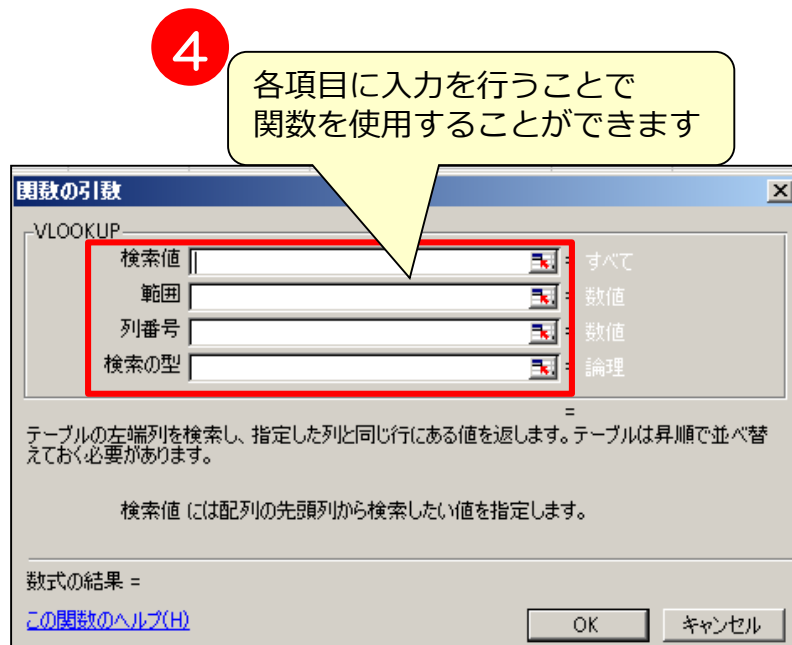 4
各項目に入力を行うことで
関数を使用することができます
関数の引数
VLOOKUP
検索値 = すべて
範囲 = 数値
列番号 = 数値
検索の型 = 論理
=
テーブルの左端列を検索し、指定した列と同じ行にある値を返します。テーブルは昇順で並べ替
えておく必要があります。
検索値 には配列の先頭列から検索したい値を指定します。
数式の結果 =
この関数のヘルプ(H)
OK
キャンセル